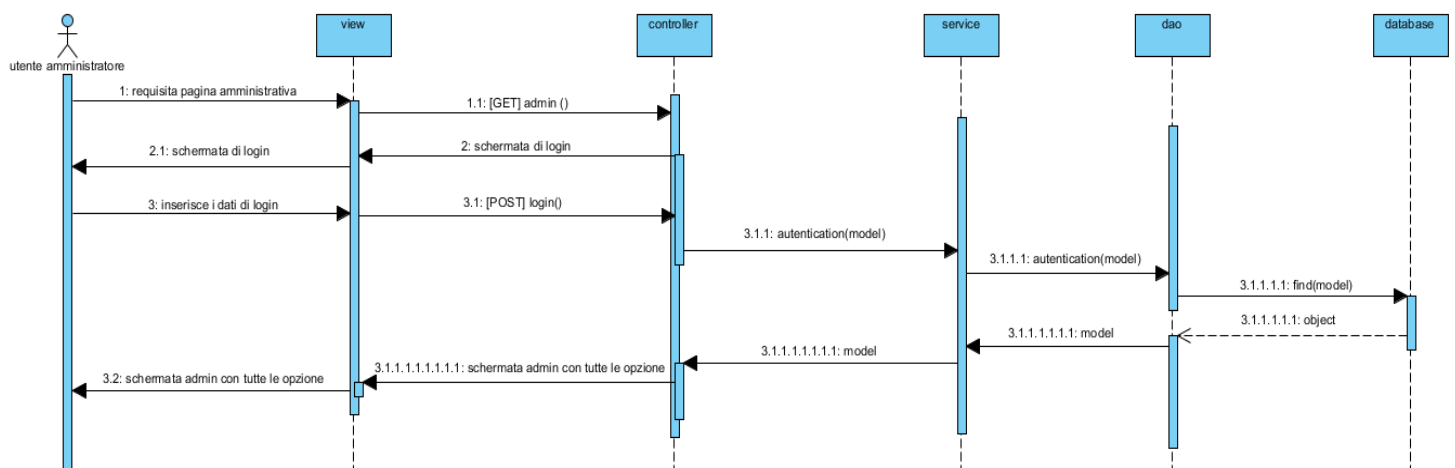 view
controller
service
dao
database
utente amministratore
1: requisita pagina amministrativa
1.1: [GET] admin ()
2: schermata di login
2.1: schermata di login
3: inserisce i dati di login
3.1: [POST] login()
3.1.1: autentication(model)
3.1.1.1: autentication(model)
3.1.1.1.1: find(model)
3.1.1.1.1.1: object
3.1.1.1.1.1.1: model
3.1.1.1.1.1.1.1: model
3.1.1.1.1.1.1.1.1: schermata admin con tutte le opzione
3.2: schermata admin con tutte le opzione